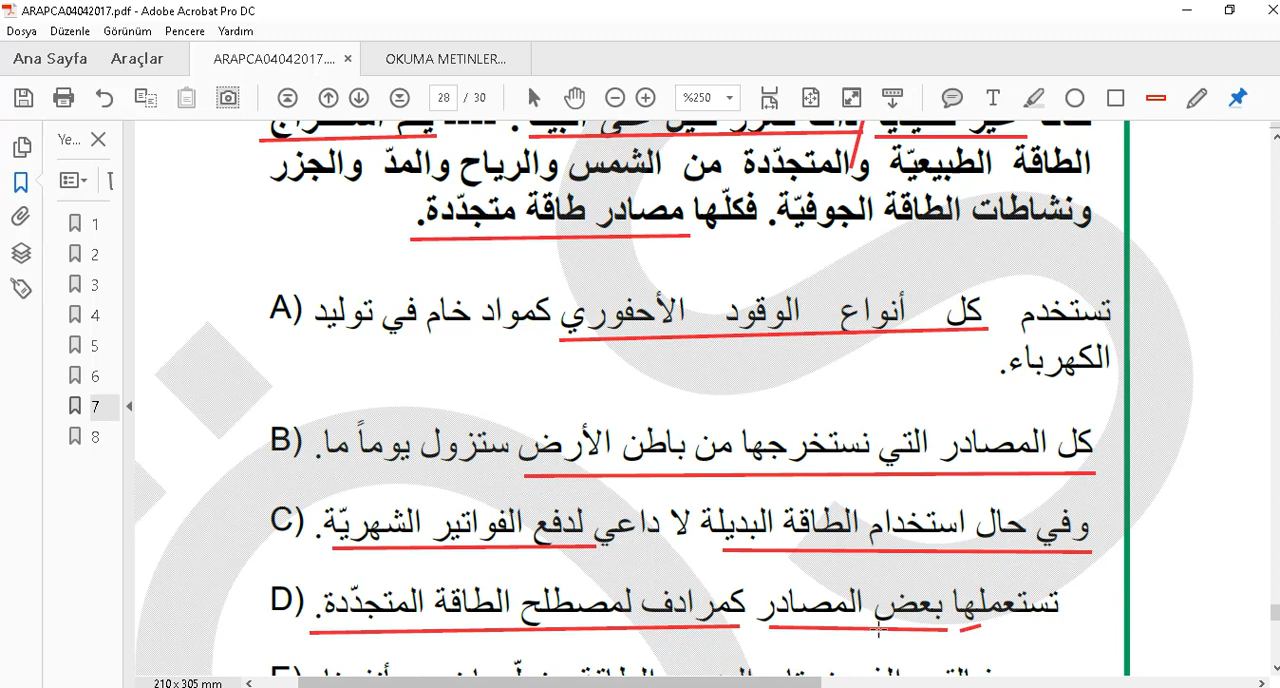 ARAPCA04042017.pdf - Adobe Acrobat Pro DC
Dosya Düzenle Görünüm Pencere Yardım
Ana Sayfa Araçlar ARAPCA04042017.... × OKUMA METINLER...
28 / 30 %250
Ye...
1
2
3
4
5
6
7
8
الطاقة الطبيعيّة والمتجدّدة من الشمس والرياح والمدّ والجزر
ونشاطات الطاقة الجوفيّة. فكلّها مصادر طاقة متجدّدة.
A) تستخدم كل أنواع الوقود الأحفوري كمواد خام في توليد
الكهرباء.
B) كل المصادر التي نستخرجها من باطن الأرض ستزول يوماً ما.
C) وفي حال استخدام الطاقة البديلة لا داعي لدفع الفواتير الشهريّة.
D) تستعملها بعض المصادر كمرادف لمصطلح الطاقة المتجدّدة.
210 x 305 mm